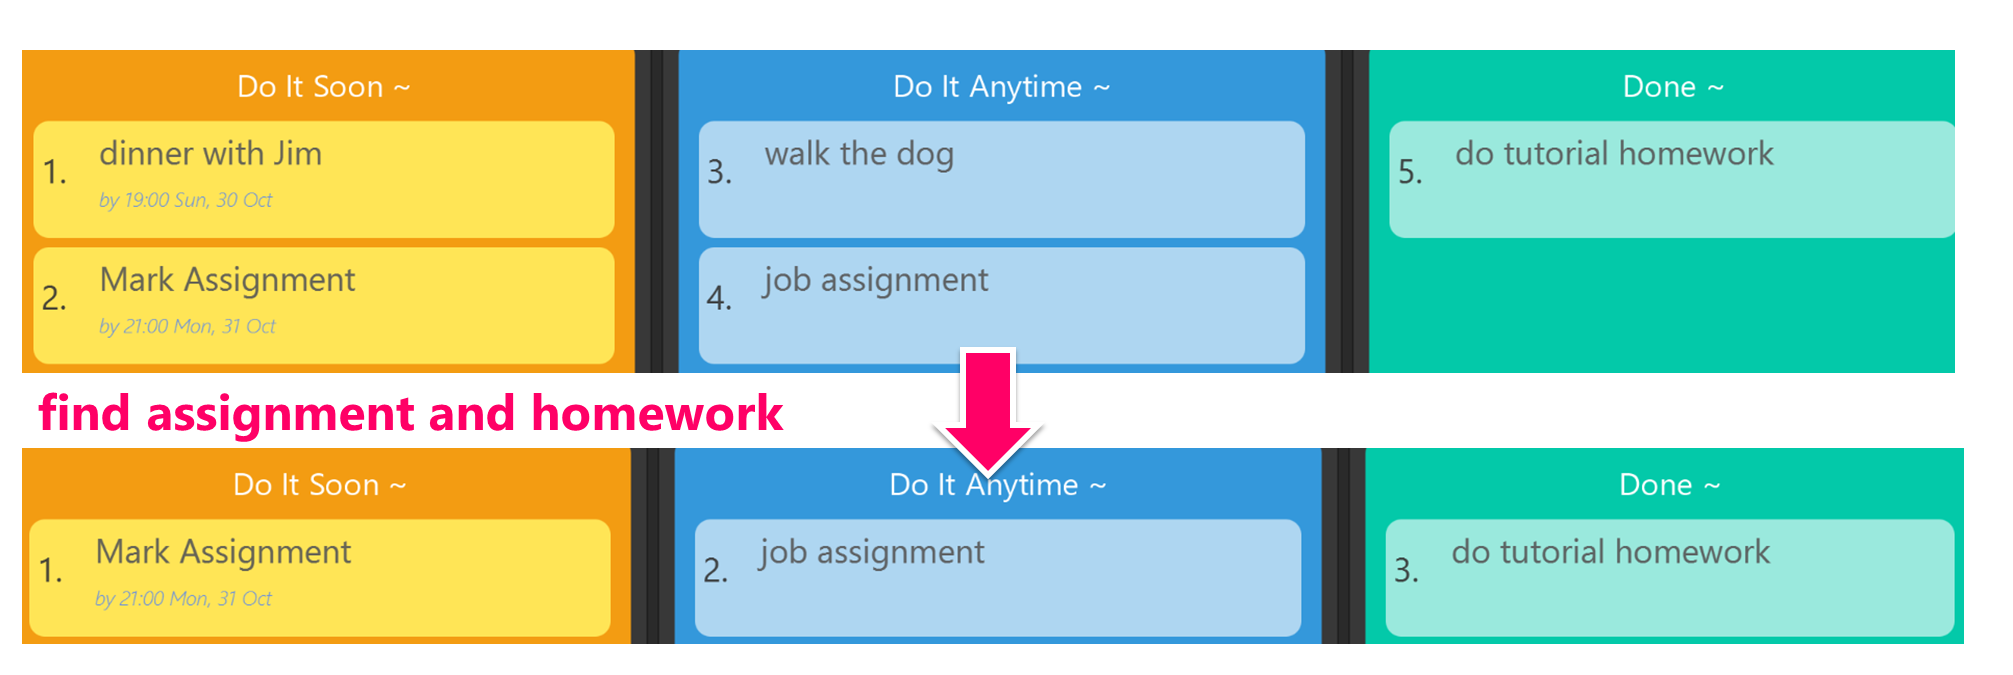 Do It Soon ~
1. dinner with Jim
by 19:00 Sun, 30 Oct
2. Mark Assignment
by 21:00 Mon, 31 Oct
Do It Anytime ~
3. walk the dog
4. job assignment
Done ~
5. do tutorial homework
find assignment and homework
Do It Soon ~
1. Mark Assignment
by 21:00 Mon, 31 Oct
Do It Anytime ~
2. job assignment
Done ~
3. do tutorial homework